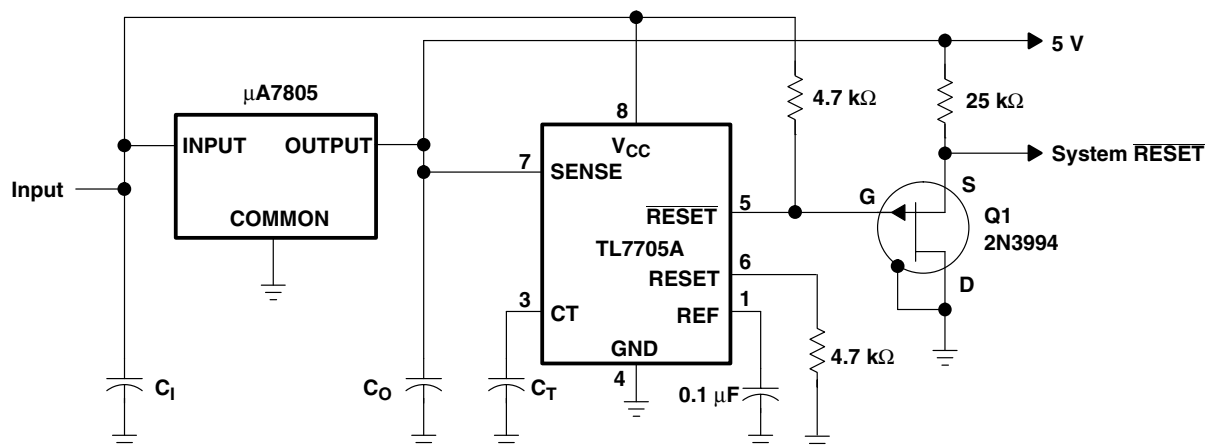 5 V
μA7805
4.7 kΩ
25 kΩ
8
INPUT
OUTPUT
7
VCC
SENSE
System RESET
Input
S
5
G
COMMON
RESET
Q1
2N3994
TL7705A
6
RESET
3
D
1
CT
REF
GND
4.7 kΩ
CI
CO
CT
4
0.1 μF